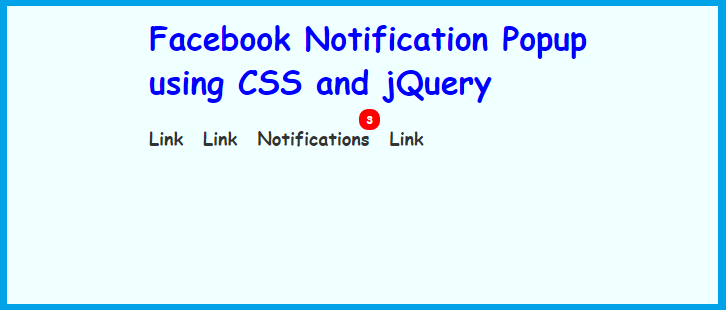 Facebook Notification Popup
using CSS and jQuery
3
Link Link Notifications Link